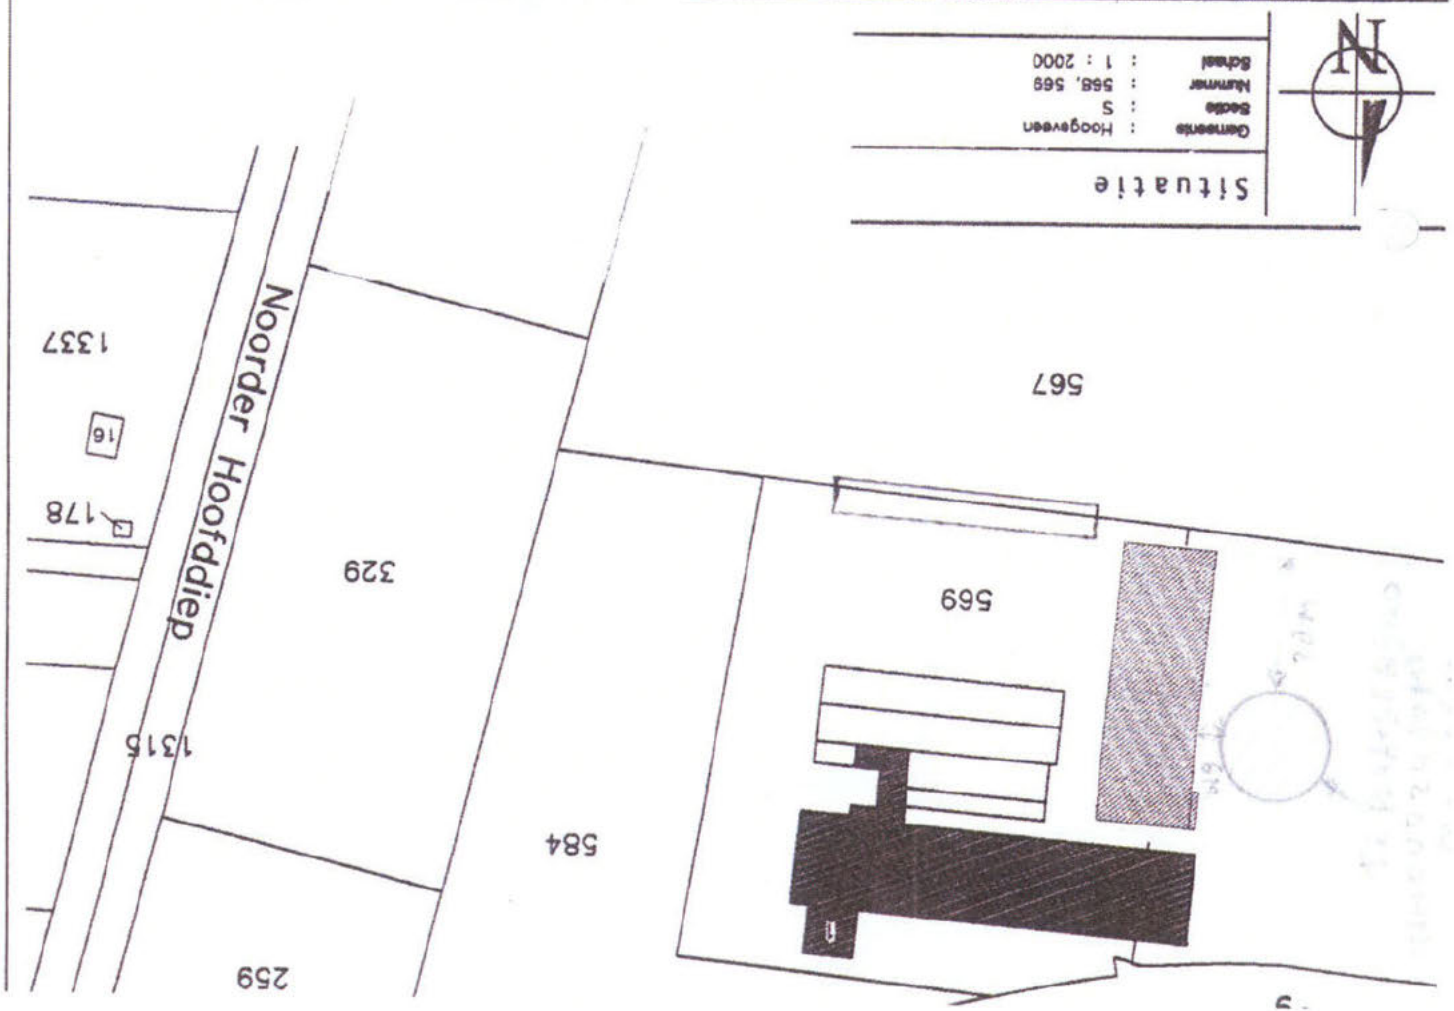 Situatie
Gemeente : Hoogeveen
Sectie : S
Nummer : 568, 569
Schaal : 1 : 2000
N
259
584
1315
329
569
178
16
567
1337
Noorder Hoofddiep
1